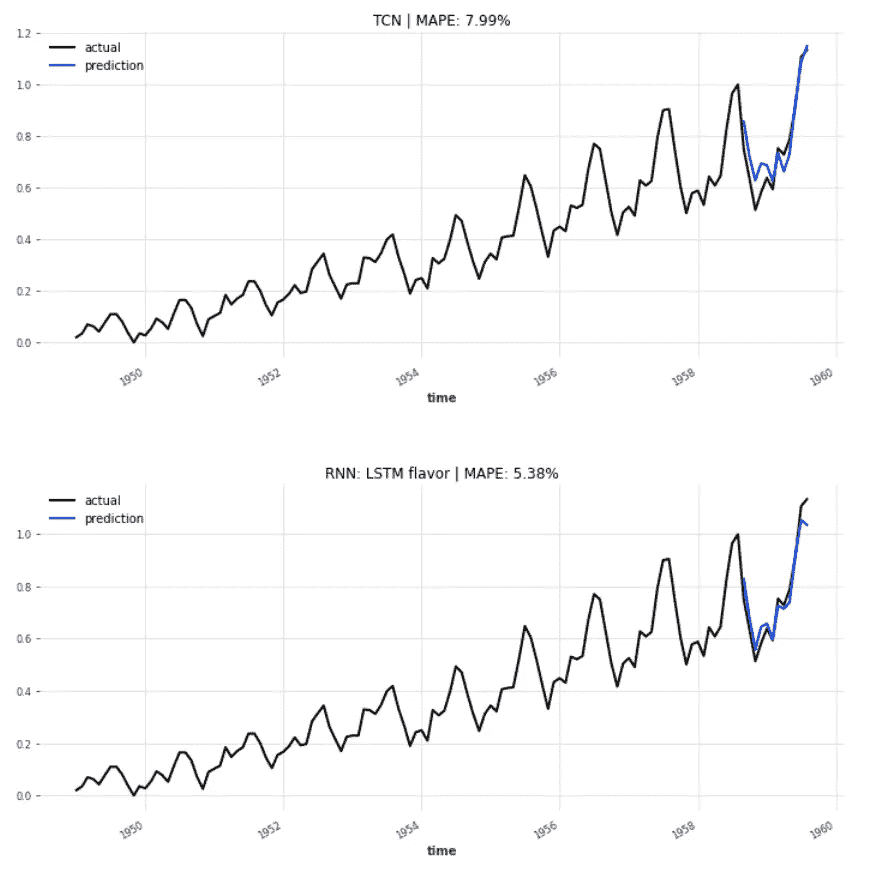 TCN | MAPE: 7.99%
1.2
actual
prediction
1.0
0.8
0.6
0.4
0.2
0.0
1950 1952 1954 1956 1958 1960
time
RNN: LSTM flavor | MAPE: 5.38%
actual
prediction
1.0
0.8
0.6
0.4
0.2
0.0
1950 1952 1954 1956 1958 1960
time